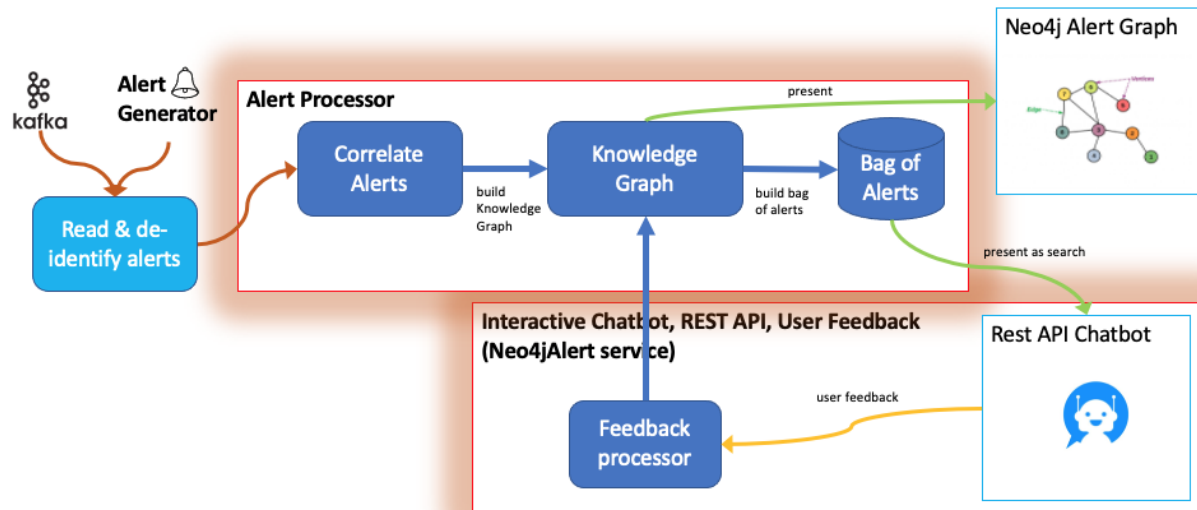 Neo4j Alert Graph
Vertices
Edge
kafka
Alert
Generator
Alert Processor
present
Correlate
Alerts
build
Knowledge
Graph
Knowledge
Graph
build bag
of alerts
Bag of
Alerts
Read & de-
identify alerts
present as search
Interactive Chatbot, REST API, User Feedback
(Neo4jAlert service)
Rest API Chatbot
user feedback
Feedback
processor